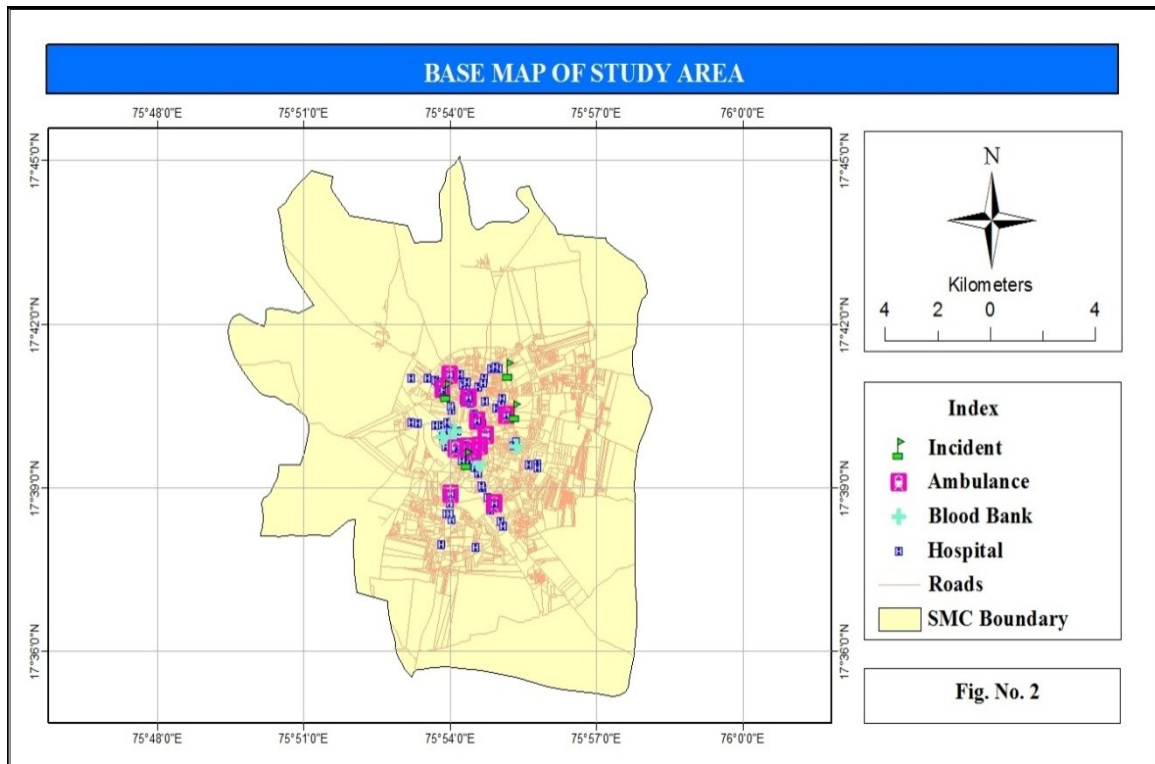 BASE MAP OF STUDY AREA
75°48'0"E 75°51'0"E 75°54'0"E 75°57'0"E 76°0'0"E
17°45'0"N 17°45'0"N
17°42'0"N 17°42'0"N
17°39'0"N 17°39'0"N
17°36'0"N 17°36'0"N
75°48'0"E 75°51'0"E 75°54'0"E 75°57'0"E 76°0'0"E
N
Kilometers
4 2 0 4
Index
Incident
Ambulance
Blood Bank
H Hospital
Roads
SMC Boundary
Fig. No. 2